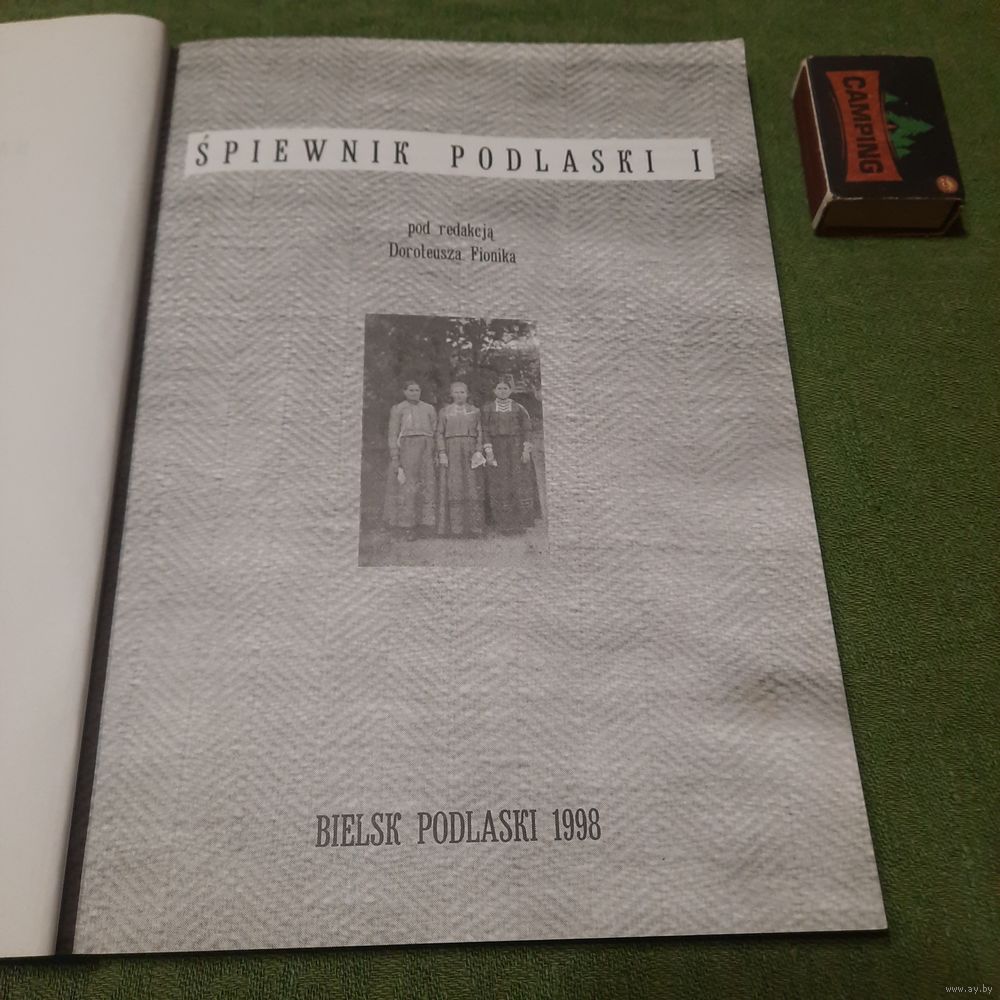 ŚPIEWNIK PODLASKI I
pod redakcją
Doroteusza Fionika
BIELSK PODLASKI 1998
CAMPING
www.ay.by